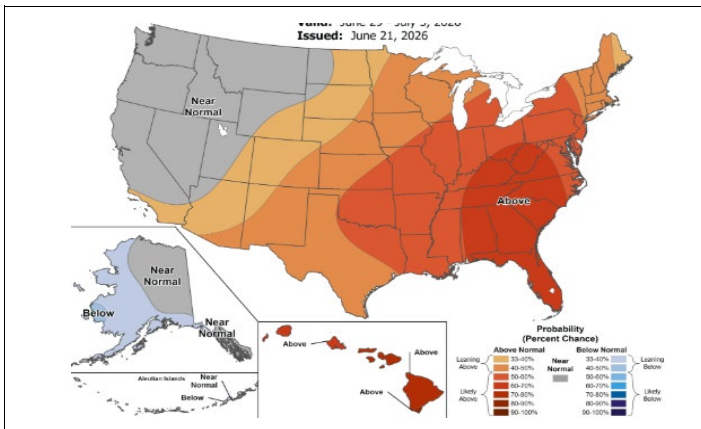 Issued: June 21, 2026
Near
Normal
Above
Near
Normal
Below
Near
Normal
Aleutian Islands
Near
Normal
Below
Above
Above
Above
Above
Probability
(Percent Chance)
Above Normal
Below Normal
Leaning
Above
Likely
Above
33-40%
40-50%
50-60%
60-70%
70-80%
80-90%
90-100%
Near
Normal
33-40%
40-50%
50-60%
60-70%
70-80%
80-90%
90-100%
Leaning
Below
Likely
Below